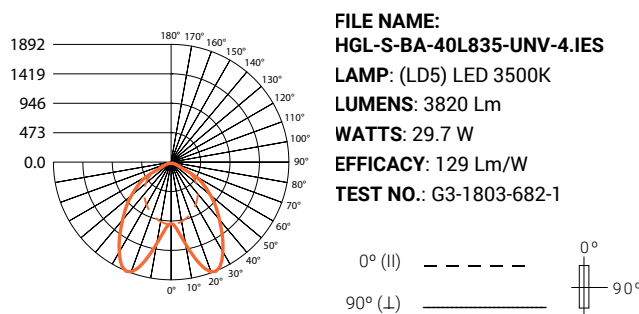 1892
1419
946
473
0.0
180° 170° 160° 150° 140° 130° 120° 110° 100° 90° 80° 70° 60° 50° 40° 30° 20° 10° 0°
FILE NAME:
HGL-S-BA-40L835-UNV-4.IES
LAMP: (LD5) LED 3500K
LUMENS: 3820 Lm
WATTS: 29.7 W
EFFICACY: 129 Lm/W
TEST NO.: G3-1803-682-1
0º (II)
90º (⊥)
0º
90º